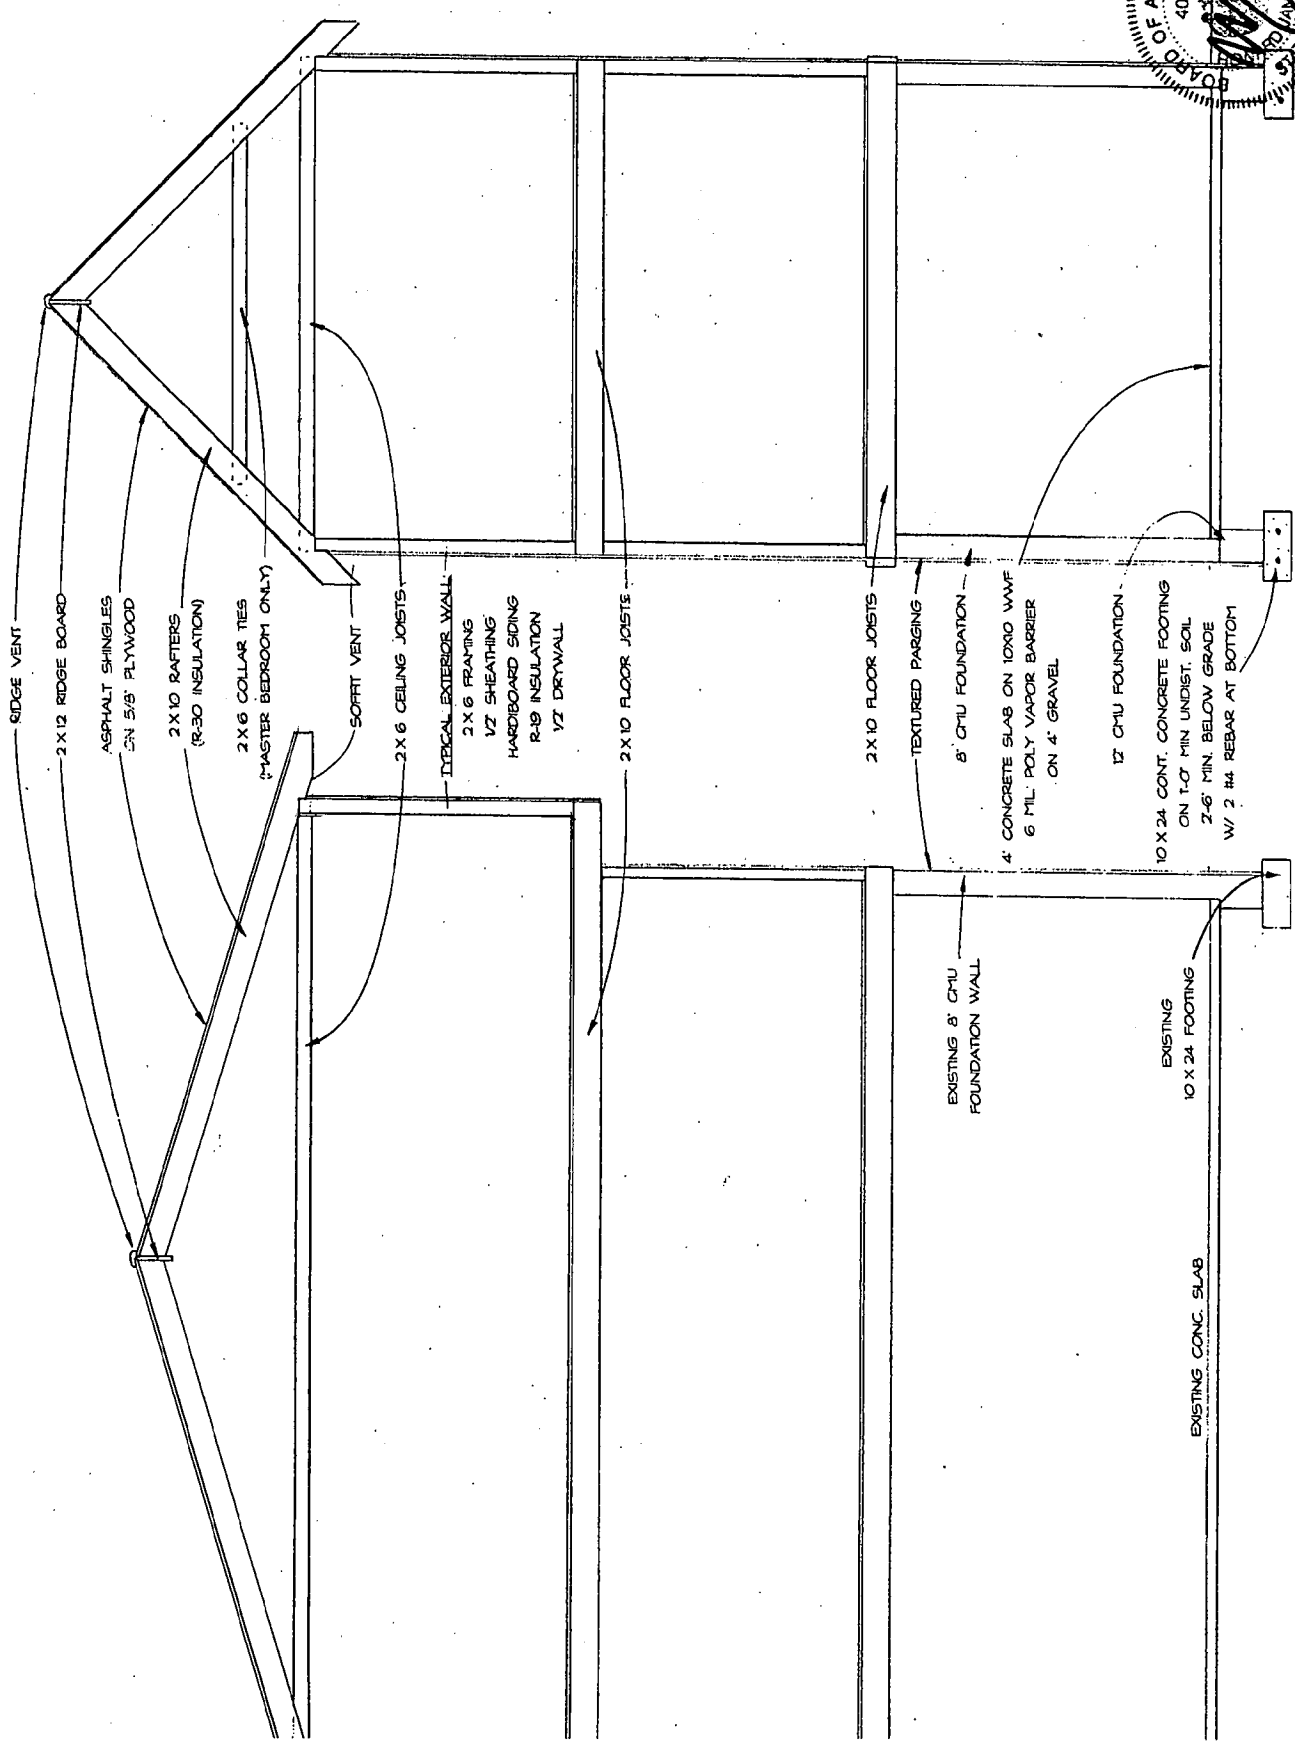 RIDGE VENT
2 X 12 RIDGE BOARD
ASPHALT SHINGLES
ON 5/8" PLYWOOD
2 X 10 RAFTERS
(R-30 INSULATION)
2 X 6 COLLAR TIES
(MASTER BEDROOM ONLY)
SOFFIT VENT
2 X 6 CEILING JOISTS
TYPICAL EXTERIOR WALL
2 X 6 FRAMING
1/2" SHEATHING
HARDIBOARD SIDING
R-19 INSULATION
1/2" DRYWALL
2 X 10 FLOOR JOISTS
2 X 10 FLOOR JOISTS
TEXTURED PARGING
8" CMU FOUNDATION
4" CONCRETE SLAB ON 10X10 WWF
6 MIL. POLY VAPOR BARRIER
ON 4" GRAVEL
12" CMU FOUNDATION
10 X 24 CONT. CONCRETE FOOTING
ON 1'-0" MIN UNDIST. SOIL
2'-6" MIN. BELOW GRADE
W/ 2 #4 REBAR AT BOTTOM
EXISTING 8" CMU
FOUNDATION WALL
EXISTING
10 X 24 FOOTING
EXISTING CONC. SLAB
BOARD OF
40